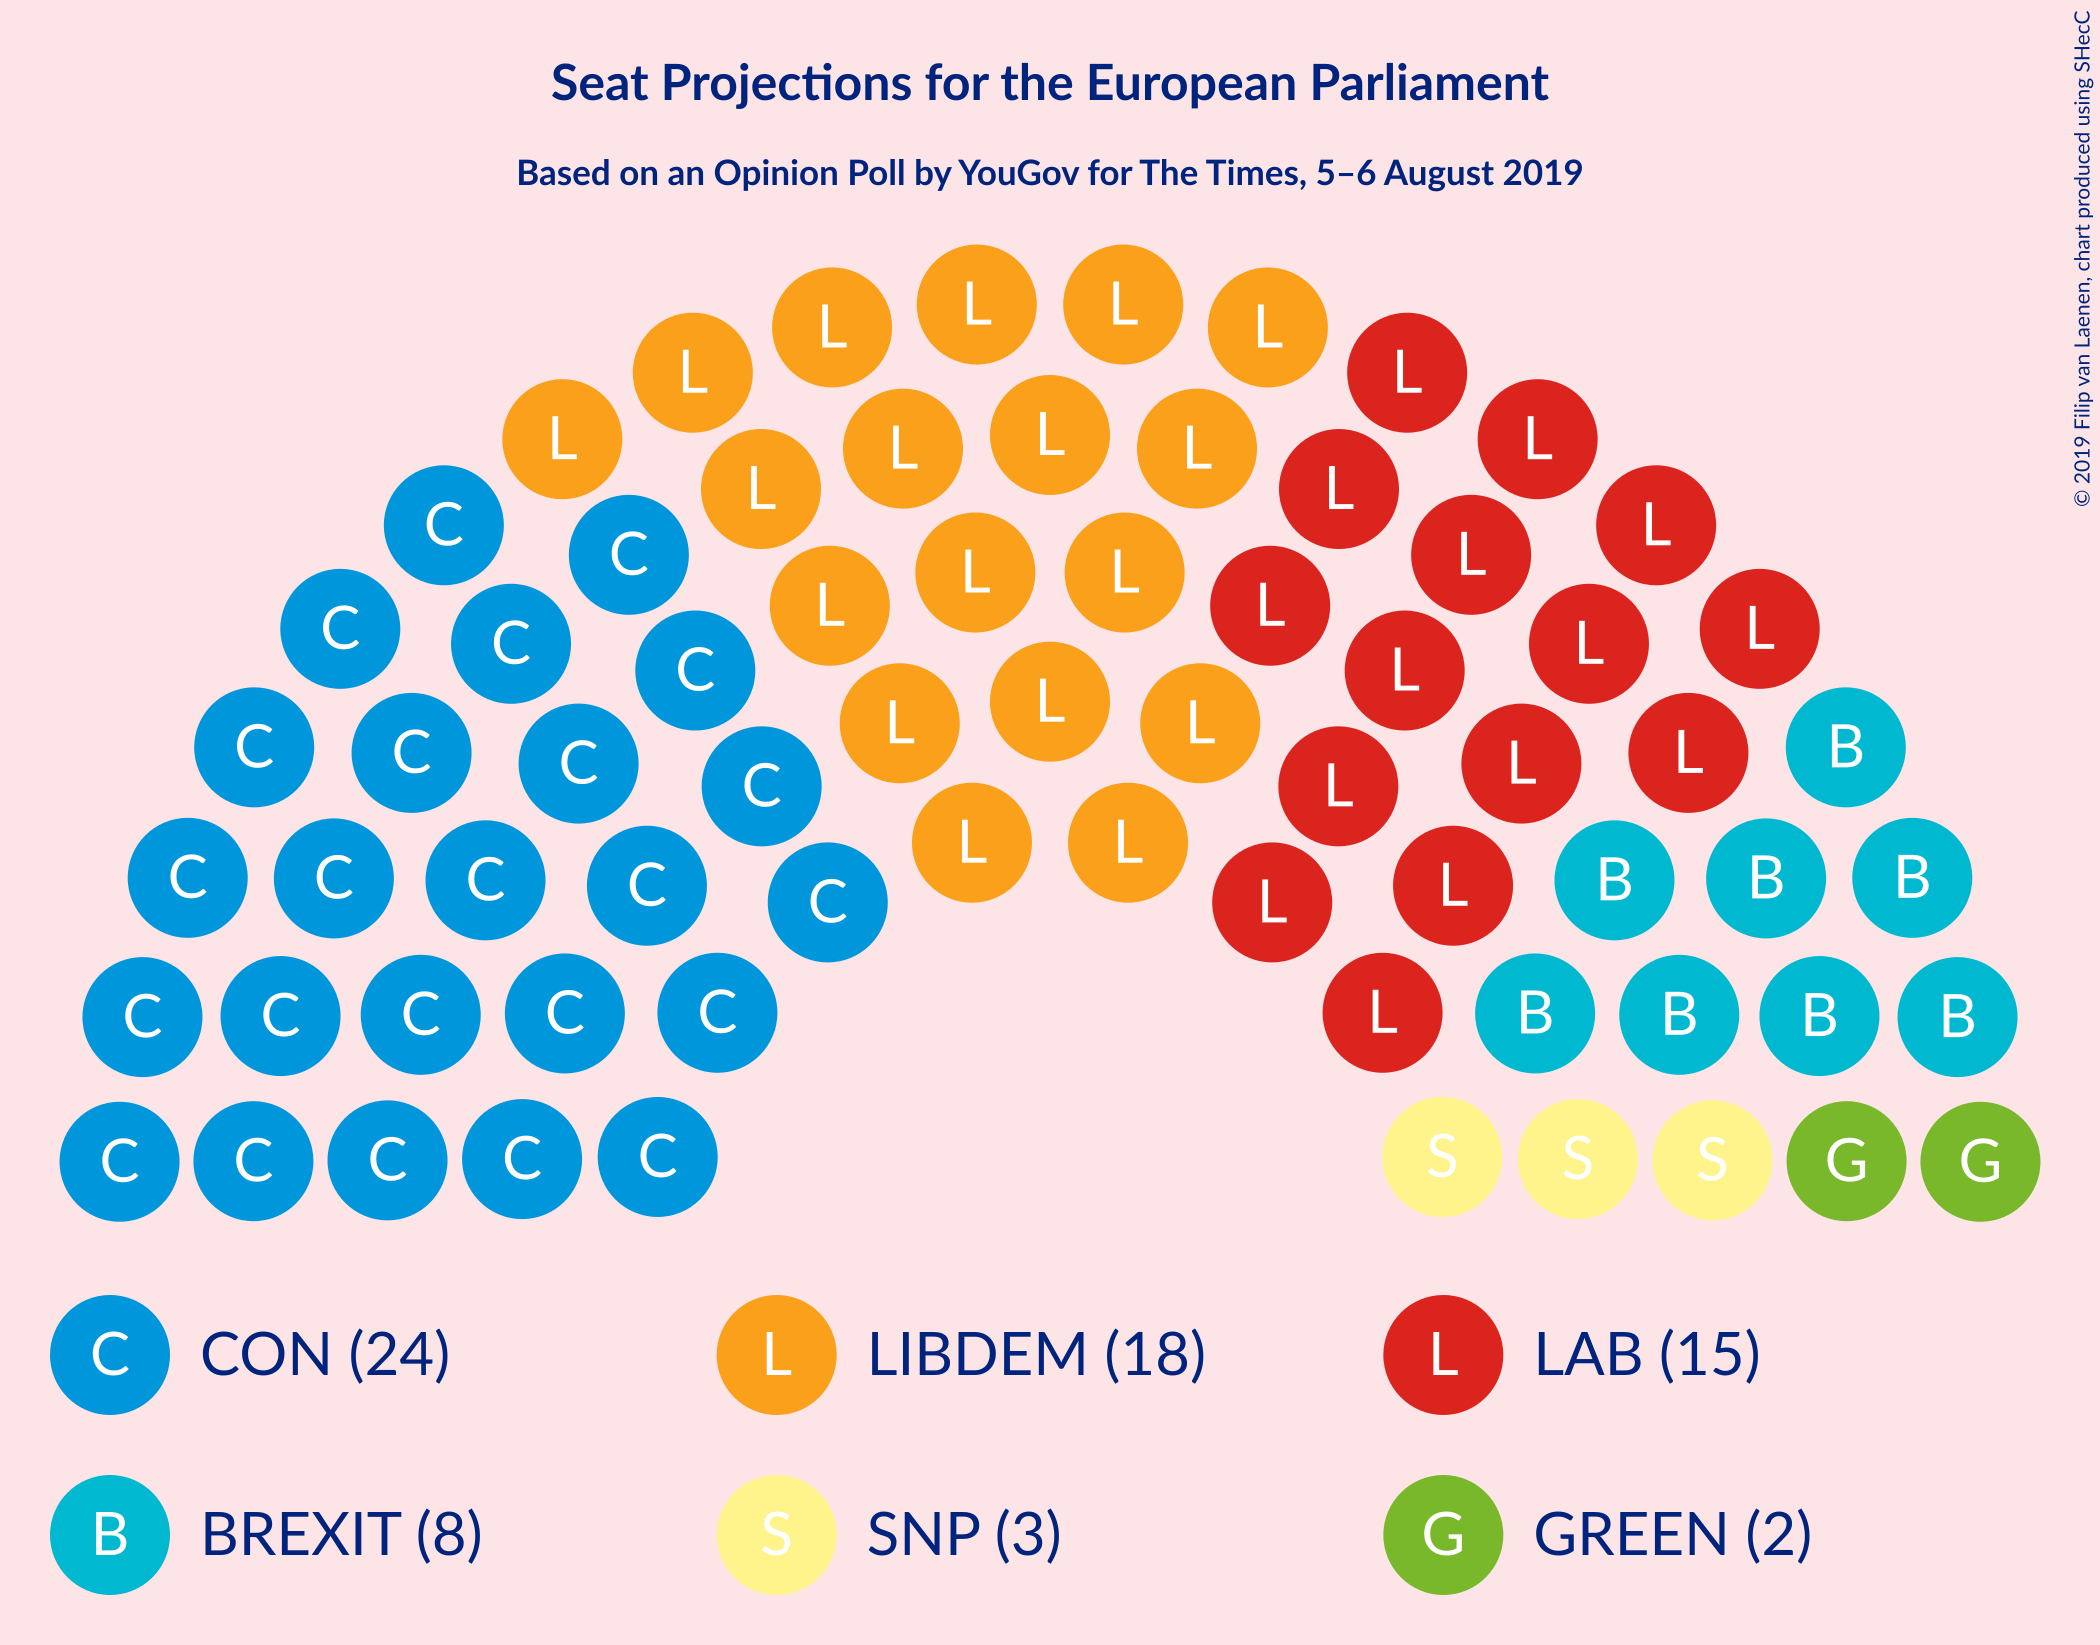 Seat Projections for the European Parliament
Based on an Opinion Poll by YouGov for The Times, 5–6 August 2019
© 2019 Filip van Laenen, chart produced using SHecC
L L L L
L L L L
L L L L L L
C C L L L L
C C C L L L L L L
C C C C L L L L L L B
C C C C C L L L L B B B
C C C C C L B B B B
C C C C C S S S G G
C CON (24) L LIBDEM (18) L LAB (15)
B BREXIT (8) S SNP (3) G GREEN (2)